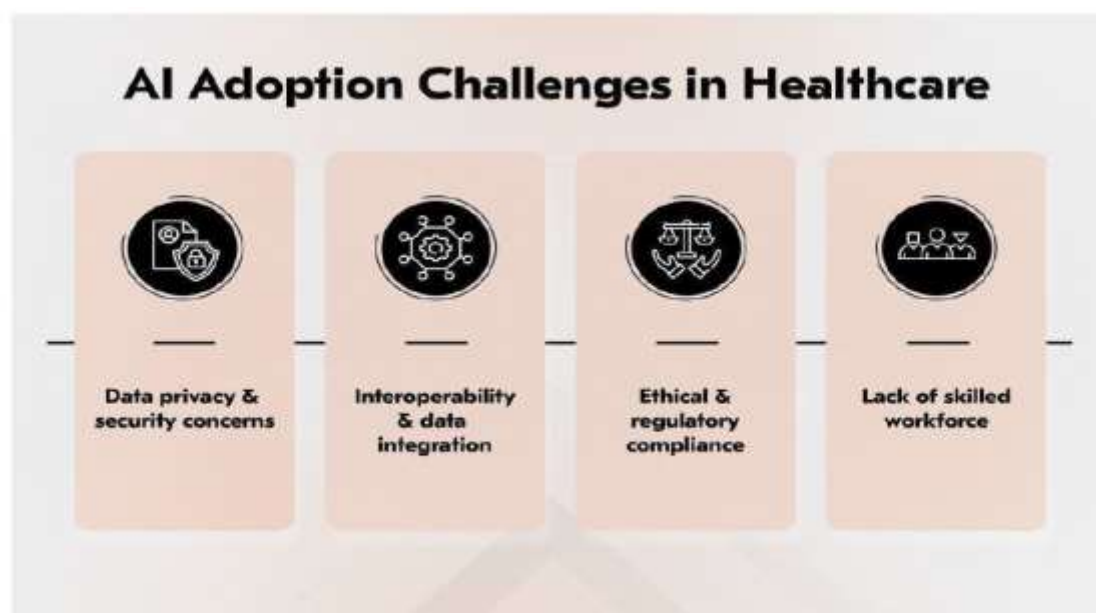 AI Adoption Challenges in Healthcare
Data privacy &
security concerns
Interoperability
& data
integration
Ethical &
regulatory
compliance
Lack of skilled
workforce